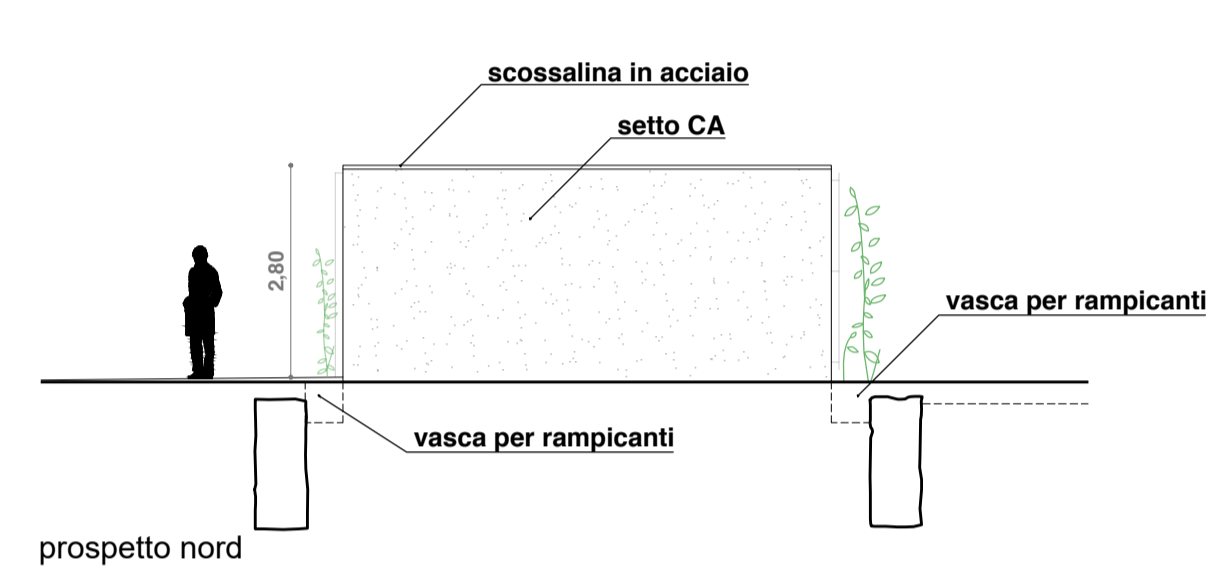 scossalina in acciaio
setto CA
2,80
vasca per rampicanti
vasca per rampicanti
prospetto nord